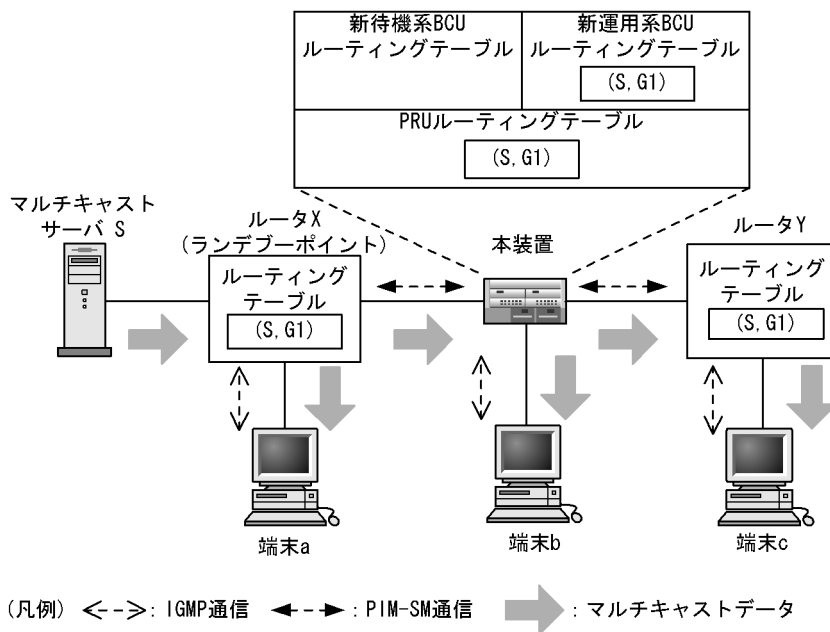 新待機系BCU
ルーティングテーブル
新運用系BCU
ルーティングテーブル
(S, G1)
PRUルーティングテーブル
(S, G1)
マルチキャスト
サーバ S
ルータX
(ランデブーポイント)
ルーティング
テーブル
(S, G1)
本装置
ルータY
ルーティング
テーブル
(S, G1)
端末a
端末b
端末c
(凡例) <-->: IGMP通信 ◀--▶: PIM-SM通信 : マルチキャストデータ